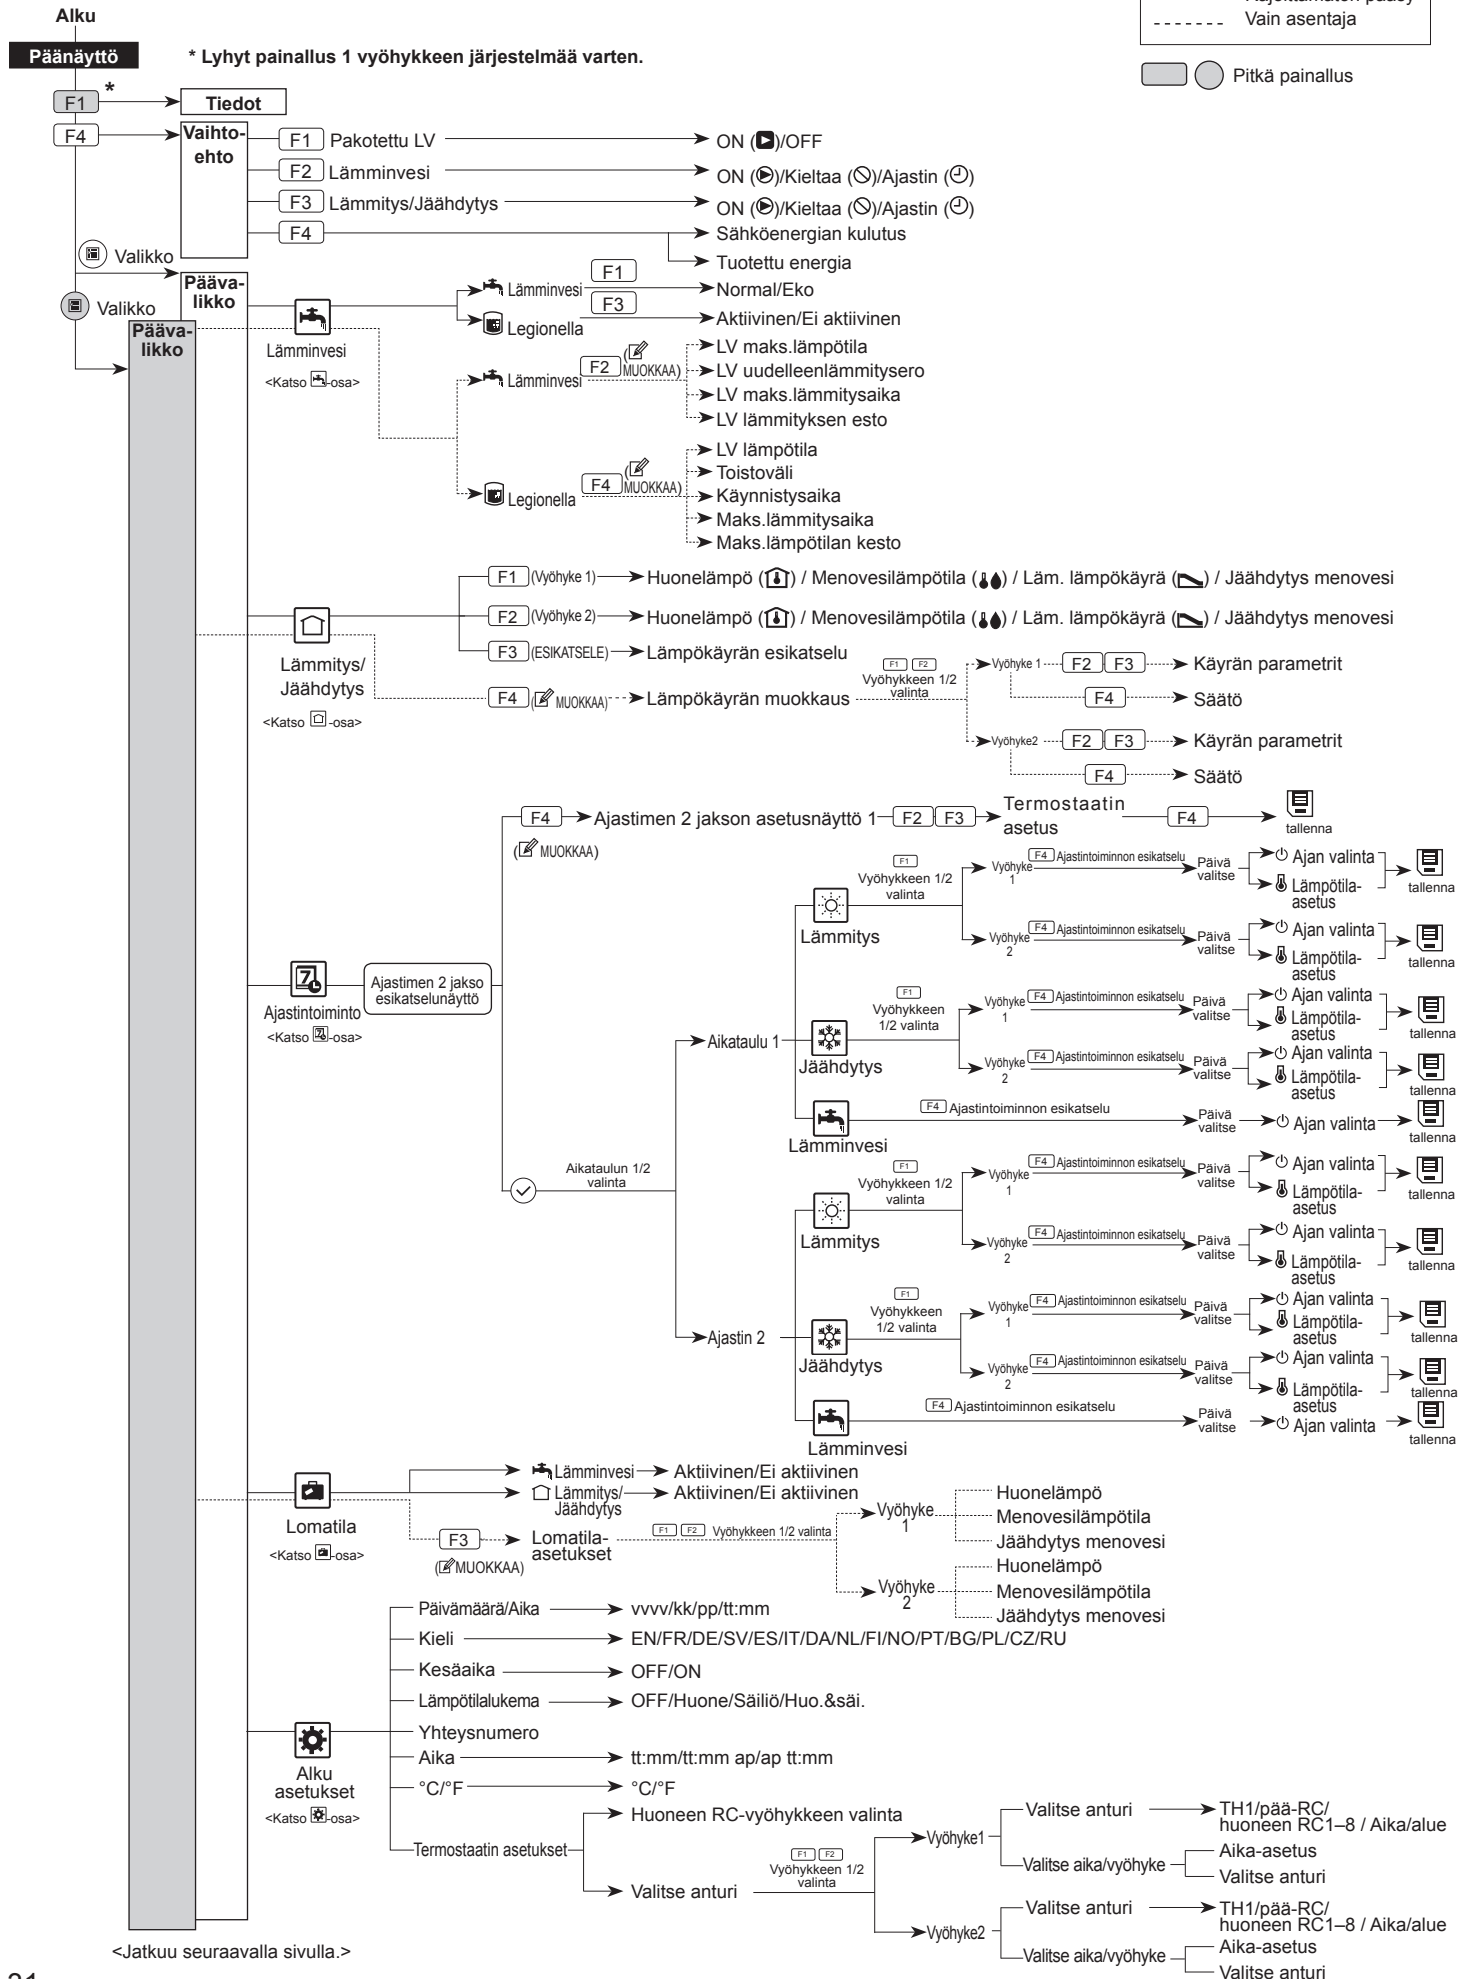 Alku
Vain asentaja
Päänäyttö
* Lyhyt painallus 1 vyöhykkeen järjestelmää varten.
Pitkä painallus
F1 * Tiedot
F4 Vaihto-
ehto
F1 Pakotettu LV ON ( )/OFF
F2 Lämminvesi ON ( )/Kieltaa ( )/Ajastin ( )
F3 Lämmitys/Jäähdytys ON ( )/Kieltaa ( )/Ajastin ( )
F4 Sähköenergian kulutus
Tuotettu energia
Valikko
Pääva-
likko
Valikko
Pääva-
likko
Lämminvesi
<Katso -osa>
Lämminvesi F1 Normal/Eko
Legionella F3 Aktiivinen/Ei aktiivinen
Lämminvesi F2 ( MUOKKAA)
LV maks.lämpötila
LV uudelleenlämmitysero
LV maks.lämmitysaika
LV lämmityksen esto
Legionella F4 ( MUOKKAA)
LV lämpötila
Toistoväli
Käynnistysaika
Maks.lämmitysaika
Maks.lämpötilan kesto
Lämmitys/
Jäähdytys
<Katso -osa>
F1 (Vyöhyke 1) Huonelämpö ( ) / Menovesilämpötila ( ) / Läm. lämpökäyrä ( ) / Jäähdytys menovesi
F2 (Vyöhyke 2) Huonelämpö ( ) / Menovesilämpötila ( ) / Läm. lämpökäyrä ( ) / Jäähdytys menovesi
F3 (ESIKATSELE) Lämpökäyrän esikatselu
F4 ( MUOKKAA) Lämpökäyrän muokkaus
F1 F2
Vyöhykkeen 1/2
valinta
Vyöhyke 1 F2 F3 Käyrän parametrit
F4 Säätö
Vyöhyke2 F2 F3 Käyrän parametrit
F4 Säätö
Ajastintoiminto
<Katso -osa>
Ajastimen 2 jakso
esikatselunäyttö
F4 Ajastimen 2 jakson asetusnäyttö 1 F2 F3 Termostaatin
asetus F4 tallenna
( MUOKKAA)
Aikataulun 1/2
valinta
Aikataulu 1
Lämmitys
F1
Vyöhykkeen 1/2
valinta
Vyöhyke
1 F4 Ajastintoiminnon esikatselu Päivä
valitse Ajan valinta
Lämpötila-
asetus
tallenna
Vyöhyke
2 F4 Ajastintoiminnon esikatselu Päivä
valitse Ajan valinta
Lämpötila-
asetus
tallenna
Jäähdytys
F1
Vyöhykkeen
1/2 valinta
Vyöhyke
1 F4 Ajastintoiminnon esikatselu Päivä
valitse Ajan valinta
Lämpötila-
asetus
tallenna
Vyöhyke
2 F4 Ajastintoiminnon esikatselu Päivä
valitse Ajan valinta
Lämpötila-
asetus
tallenna
Lämminvesi
F4 Ajastintoiminnon esikatselu Päivä
valitse Ajan valinta
tallenna
Ajastin 2
Lämmitys
F1
Vyöhykkeen 1/2
valinta
Vyöhyke
1 F4 Ajastintoiminnon esikatselu Päivä
valitse Ajan valinta
Lämpötila-
asetus
tallenna
Vyöhyke
2 F4 Ajastintoiminnon esikatselu Päivä
valitse Ajan valinta
Lämpötila-
asetus
tallenna
Jäähdytys
F1
Vyöhykkeen
1/2 valinta
Vyöhyke
1 F4 Ajastintoiminnon esikatselu Päivä
valitse Ajan valinta
Lämpötila-
asetus
tallenna
Vyöhyke
2 F4 Ajastintoiminnon esikatselu Päivä
valitse Ajan valinta
Lämpötila-
asetus
tallenna
Lämminvesi
F4 Ajastintoiminnon esikatselu Päivä
valitse Ajan valinta
tallenna
Lomatila
<Katso -osa>
Lämminvesi Aktiivinen/Ei aktiivinen
Lämmitys/
Jäähdytys Aktiivinen/Ei aktiivinen
F3 Lomatila-
asetukset
( MUOKKAA)
F1 F2 Vyöhykkeen 1/2 valinta
Vyöhyke
1
Huonelämpö
Menovesilämpötila
Jäähdytys menovesi
Vyöhyke
2
Huonelämpö
Menovesilämpötila
Jäähdytys menovesi
Alku
asetukset
<Katso -osa>
Päivämäärä/Aika vvvv/kk/pp/tt:mm
Kieli EN/FR/DE/SV/ES/IT/DA/NL/FI/NO/PT/BG/PL/CZ/RU
Kesäaika OFF/ON
Lämpötilalukema OFF/Huone/Säiliö/Huo.&säi.
Yhteysnumero
Aika tt:mm/tt:mm ap/ap tt:mm
°C/°F °C/°F
Termostaatin asetukset
Huoneen RC-vyöhykkeen valinta
Valitse anturi
F1 F2
Vyöhykkeen 1/2
valinta
Vyöhyke1
Valitse anturi TH1/pää-RC/
huoneen RC1–8 / Aika/alue
Valitse aika/vyöhyke Aika-asetus
Valitse anturi
Vyöhyke2
Valitse anturi TH1/pää-RC/
huoneen RC1–8 / Aika/alue
Valitse aika/vyöhyke Aika-asetus
Valitse anturi
<Jatkuu seuraavalla sivulla.>